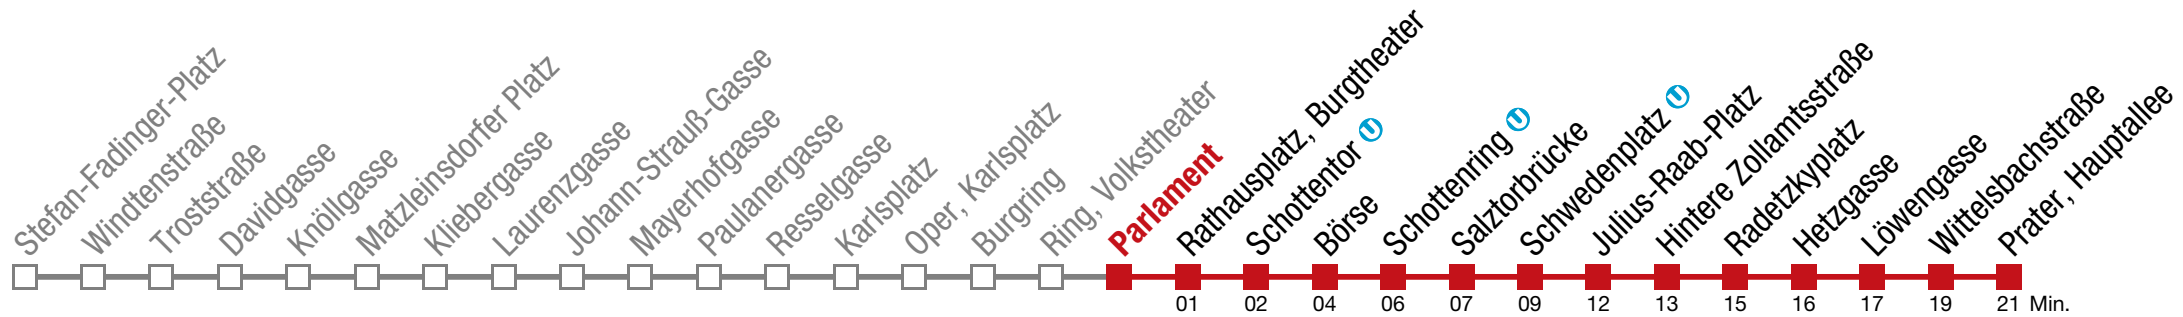 Stefan-Fadinger-Platz
Windtenstraße
Troststraße
Davidgasse
Knöllgasse
Matzleinsdorfer Platz
Kliebergasse
Laurenzgasse
Johann-Strauß-Gasse
Mayerhofgasse
Paulanergasse
Resselgasse
Karlsplatz
Oper, Karlsplatz
Burgring
Ring, Volkstheater
Parlament
Rathausplatz, Burgtheater
Schottentor U
Börse
Schottenring U
Salztorbrücke
Schwedenplatz U
Julius-Raab-Platz
Hintere Zollamtsstraße
Radetzkyplatz
Hetzgasse
Löwengasse
Wittelsbachstraße
Prater, Hauptallee
01 02 04 06 07 09 12 13 15 16 17 19 21 Min.